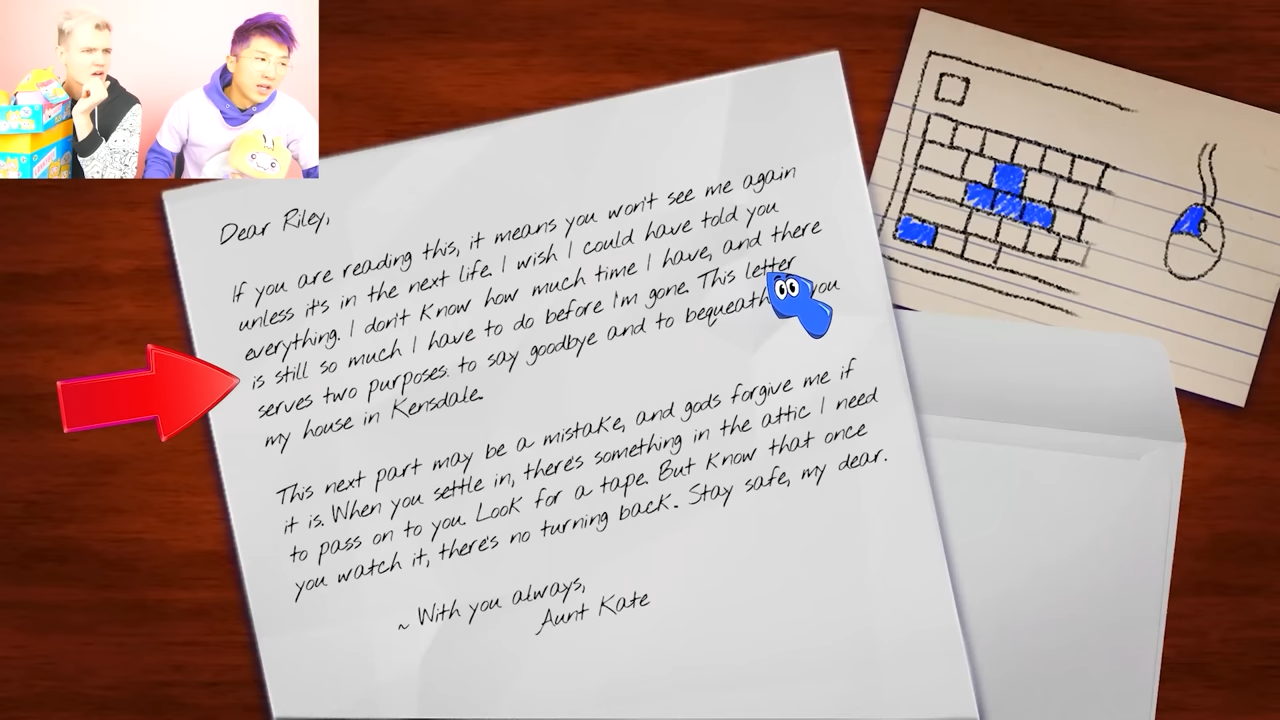 Dear Riley,
If you are reading this, it means you won't see me again
unless it's in the next life. I wish I could have told you
everything. I don't know how much time I have, and there
is still so much I have to do before I'm gone. This letter
serves two purposes. to say goodbye and to bequeath you
my house in Kensdale.
This next part may be a mistake, and gods forgive me if
it is. When you settle in, there's something in the attic I need
to pass on to you. Look for a tape. But know that once
you watch it, there's no turning back. Stay safe, my dear.
~ With you always,
Aunt Kate